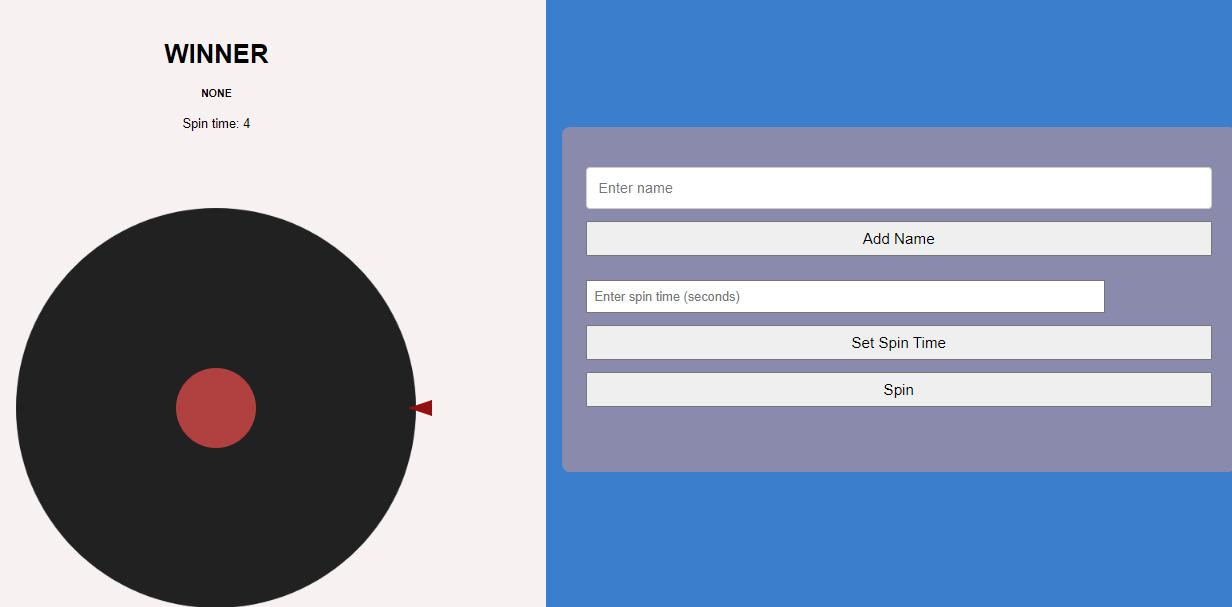 WINNER
NONE
Spin time: 4
Enter name
Add Name
Enter spin time (seconds)
Set Spin Time
Spin